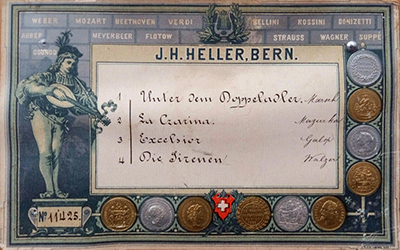 WEBER MOZART BEETHOVEN VERDI BELLINI ROSSINI DONIZETTI
AUBER MEYERBEER FLOTOW STRAUSS WAGNER SUPPE
GOUNOD
J.H. HELLER, BERN.
1 Unter dem Doppeladler. Marsch
2 La Czarina. Mazurka
3 Excelsior Galop
4 Die Sirenen Walzer
No 11425.